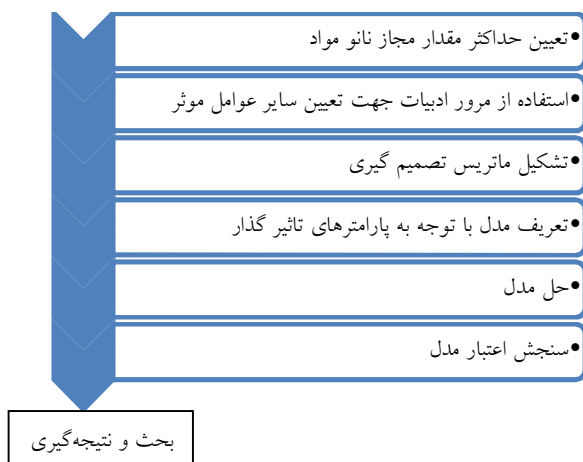 •تعیین حداکثر مقدار مجاز نانو مواد
•استفاده از مرور ادبیات جهت تعیین سایر عوامل موثر
•تشکیل ماتریس تصمیم گیری
•تعریف مدل با توجه به پارامترهای تاثیر گذار
•حل مدل
•سنجش اعتبار مدل
بحث و نتیجه‌گیری